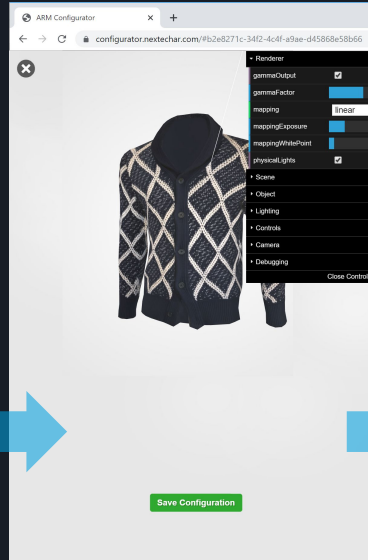 ARM Configurator
configurator.nextechar.com/#b2e8271c-34f2-4c4f-a9ae-d45868e58b66
Renderer
gammaOutput
gammaFactor
mapping linear
mappingExposure
mappingWhitePoint
physicalLights
Scene
Object
Lighting
Controls
Camera
Debugging
Close Control
Save Configuration